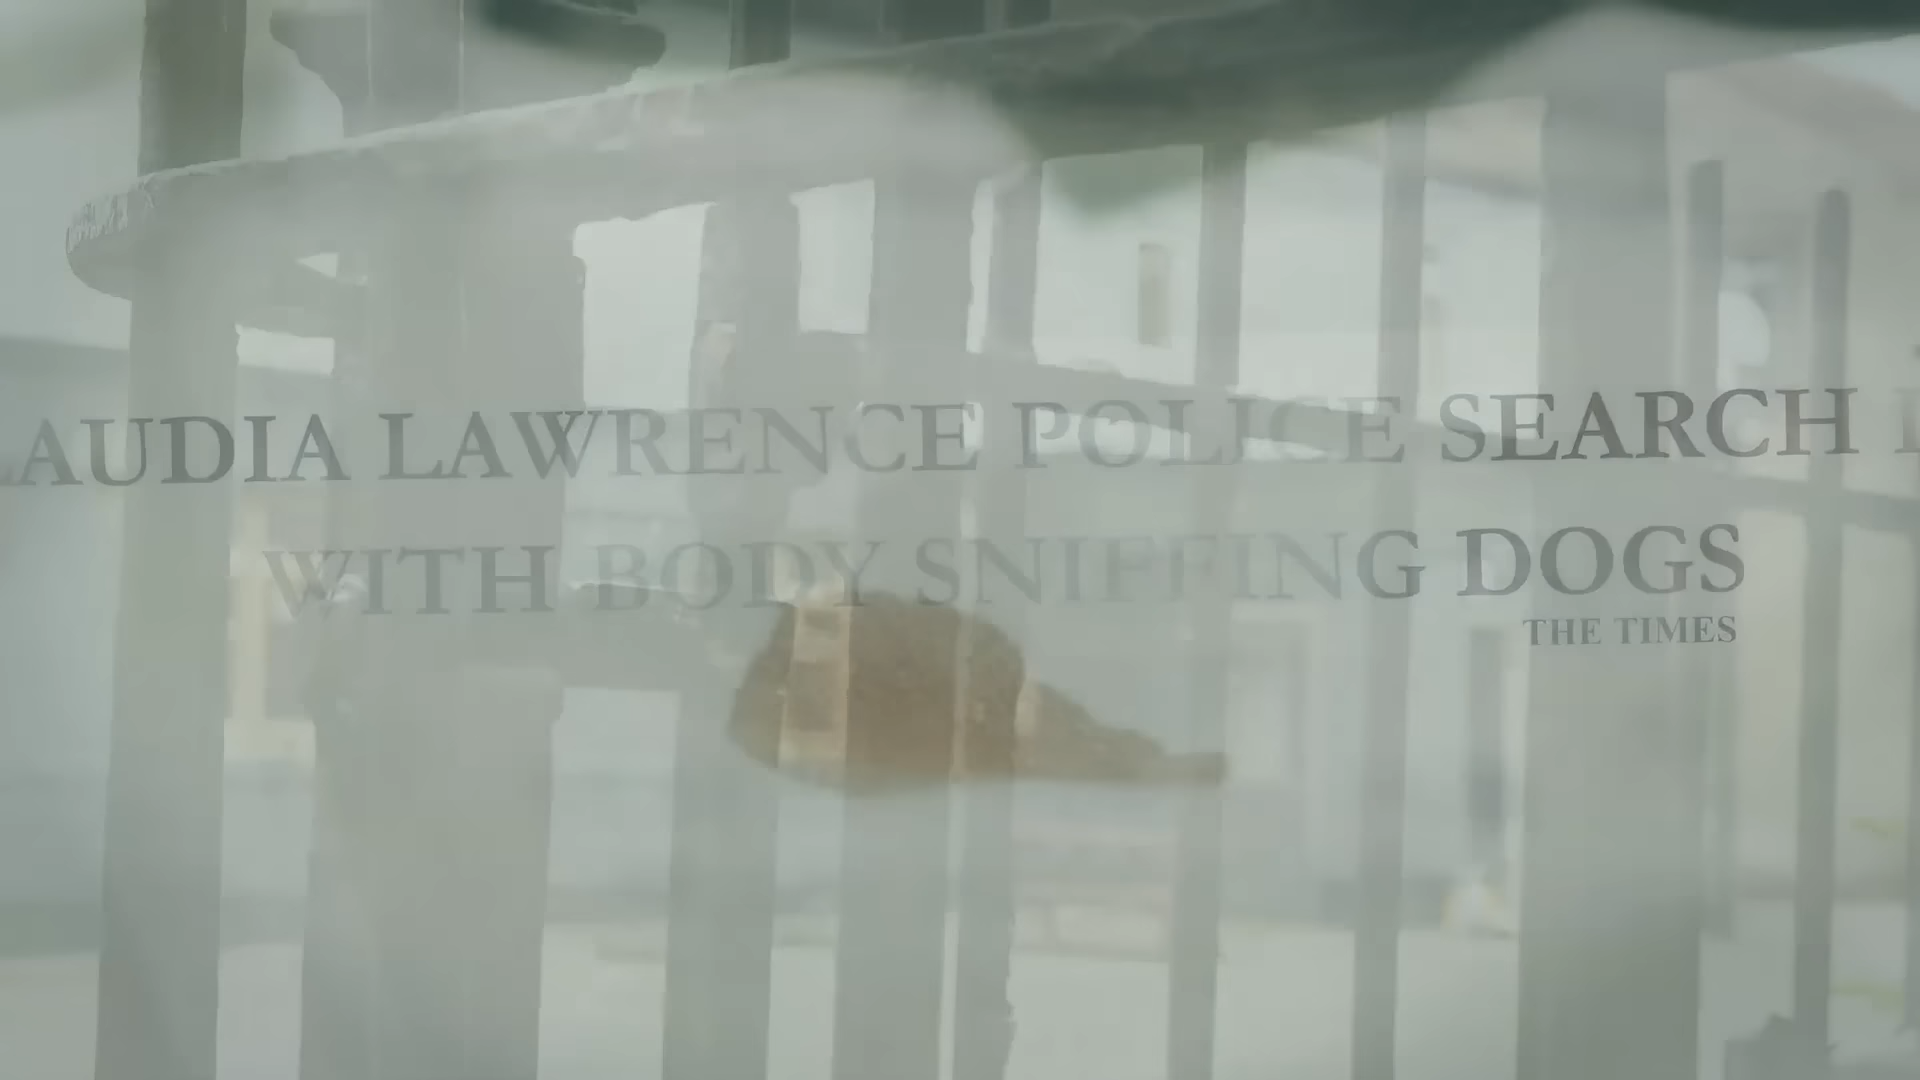 AUDIA LAWRENCE POLICE SEARCH
WITH BODY SNIFFING DOGS
THE TIMES